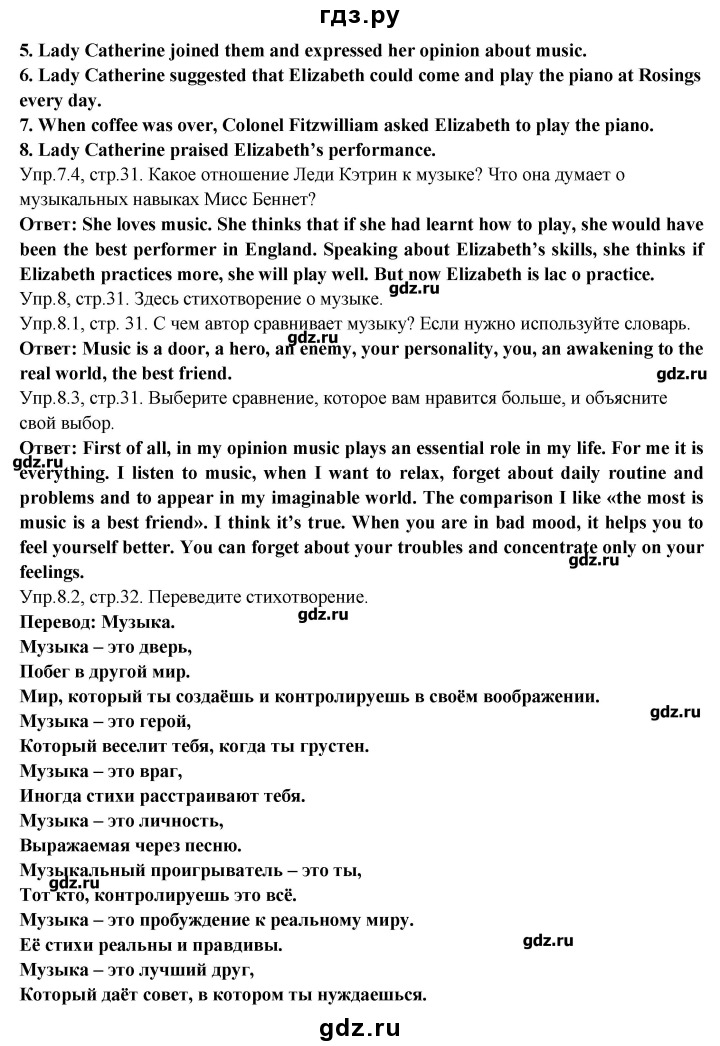 гдз.ру
5. Lady Catherine joined them and expressed her opinion about music.
6. Lady Catherine suggested that Elizabeth could come and play the piano at Rosings
every day.
7. When coffee was over, Colonel Fitzwilliam asked Elizabeth to play the piano.
8. Lady Catherine praised Elizabeth’s performance.
Упр.7.4, стр.31. Какое отношение Леди Кэтрин к музыке? Что она думает о
музыкальных навыках Мисс Беннет?
Ответ: She loves music. She thinks that if she had learnt how to play, she would have
been the best performer in England. Speaking about Elizabeth’s skills, she thinks if
Elizabeth practices more, she will play well. But now Elizabeth is lac o practice.
gdz.ru
Упр.8, стр.31. Здесь стихотворение о музыке.
Упр.8.1, стр. 31. С чем автор сравнивает музыку? Если нужно используйте словарь.
gdz.ru
Ответ: Music is a door, a hero, an enemy, your personality, you, an awakening to the
real world, the best friend.
gdz.ru
Упр.8.3, стр.31. Выберите сравнение, которое вам нравится больше, и объясните
свой выбор.
Ответ: First of all, in my opinion music plays an essential role in my life. For me it is
gdz.ru
everything. I listen to music, when I want to relax, forget about daily routine and
problems and to appear in my imaginable world. The comparison I like «the most is
music is a best friend». I think it’s true. When you are in bad mood, it helps you to
feel yourself better. You can forget about your troubles and concentrate only on your
gdz.ru
feelings.
Упр.8.2, стр.32. Переведите стихотворение.
gdz.ru
Перевод: Музыка.
Музыка – это дверь,
Побег в другой мир.
Мир, который ты создаёшь и контролируешь в своём воображении.
gdz.ru
Музыка – это герой,
Который веселит тебя, когда ты грустен.
Музыка – это враг,
Иногда стихи расстраивают тебя.
Музыка – это личность,
Выражаемая через песню.
Музыкальный проигрыватель – это ты,
gdz.ru
Тот кто, контролируешь это всё.
Музыка – это пробуждение к реальному миру.
Её стихи реальны и правдивы.
gdz.ru
Музыка – это лучший друг,
Который даёт совет, в котором ты нуждаешься.
gdz.ru